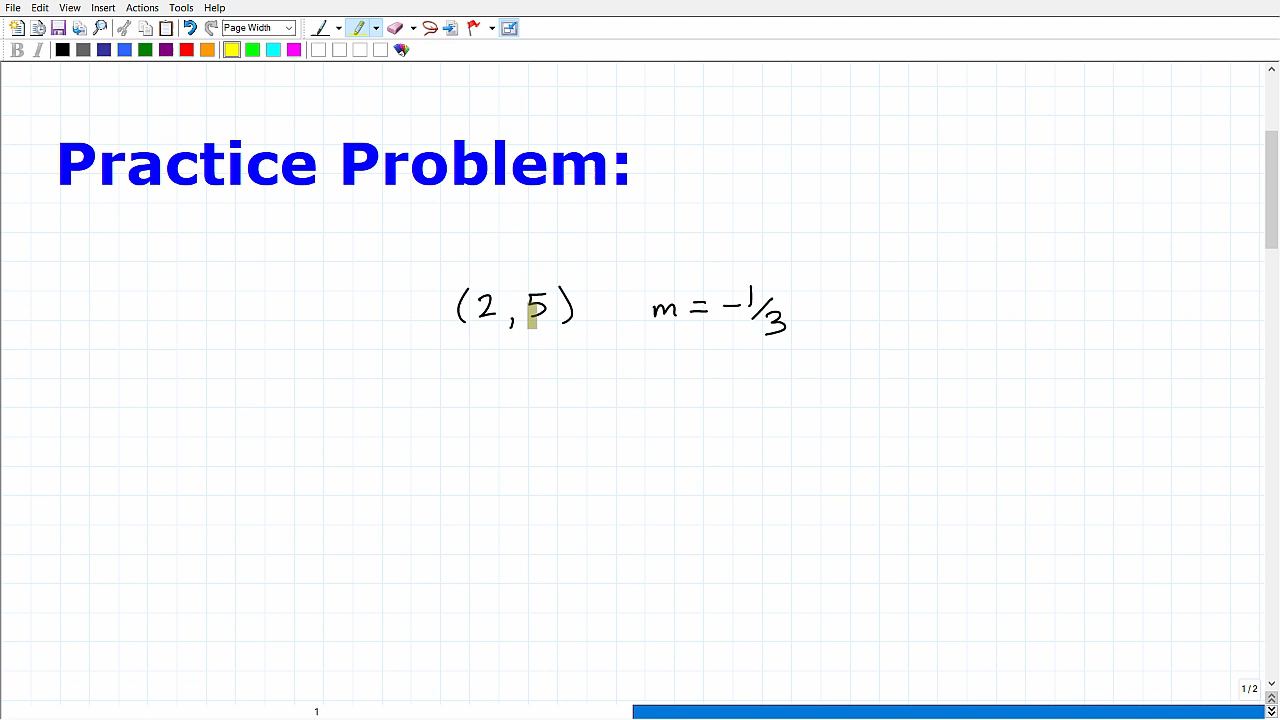 File Edit View Insert Actions Tools Help
Page Width
B I
Practice Problem:
(2, 5) m = -1/3
1/2
1